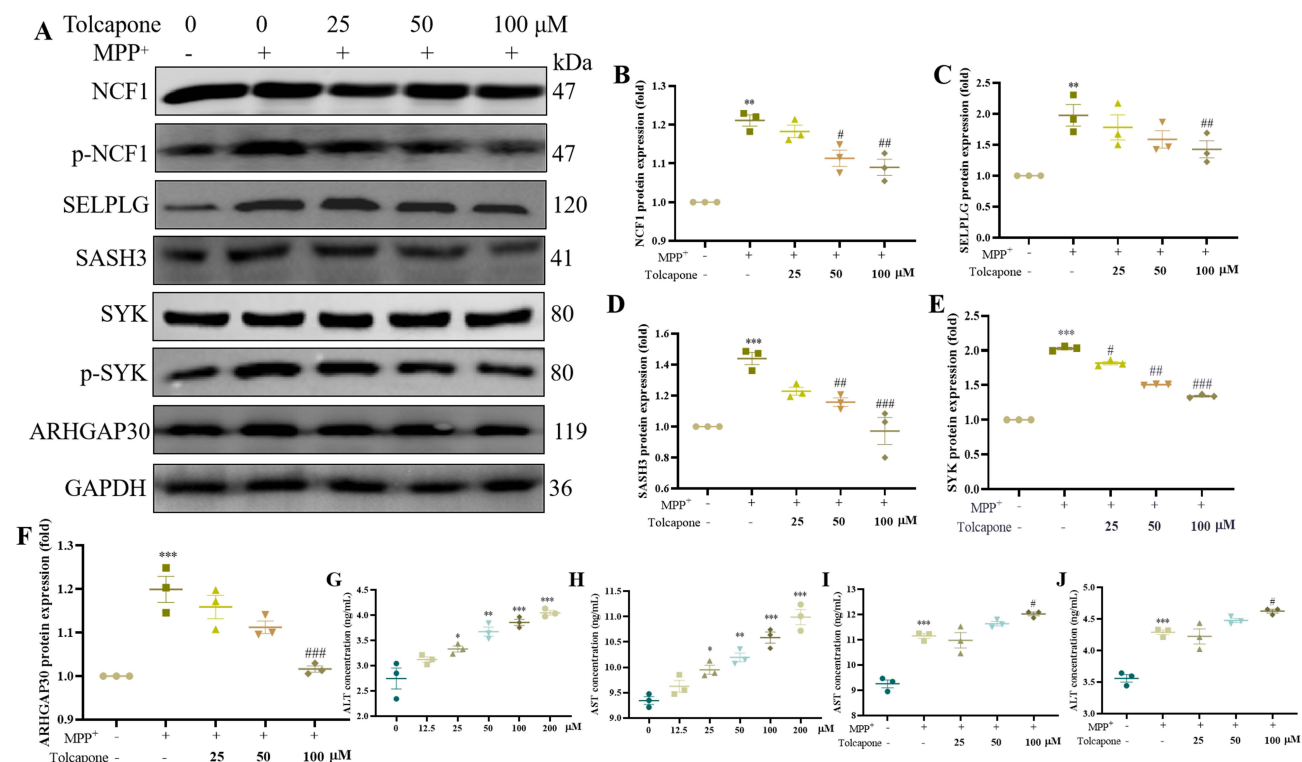 A
Tolcapone 0 0 25 50 100 μM
MPP+ - + + + +
kDa
NCF1 47
p-NCF1 47
SELPLG 120
SASH3 41
SYK 80
p-SYK 80
ARHGAP30 119
GAPDH 36
B
NCF1 protein expression (fold)
1.3
1.2
1.1
1.0
0.9
** # ##
MPP+ - + + + +
Tolcapone - - 25 50 100 μM
C
SELPLG protein expression (fold)
2.5
2.0
1.5
1.0
0.5
0.0
** ##
MPP+ - + + + +
Tolcapone - - 25 50 100 μM
D
SASH3 protein expression (fold)
1.6
1.4
1.2
1.0
0.8
0.6
*** ## ###
MPP+ - + + + +
Tolcapone - - 25 50 100 μM
E
SYK protein expression (fold)
2.5
2.0
1.5
1.0
0.5
0.0
*** # ## ###
MPP+ - + + + +
Tolcapone - - 25 50 100 μM
F
ARHGAP30 protein expression (fold)
1.3
1.2
1.1
1.0
0.9
*** ###
MPP+ - + + + +
Tolcapone - - 25 50 100 μM
G
ALT concentration (ng/mL)
4.5
4.0
3.5
3.0
2.5
2.0
* ** *** ***
0 12.5 25 50 100 200 μM
H
AST concentration (ng/mL)
11.5
11.0
10.5
10.0
9.5
9.0
* ** *** ***
0 12.5 25 50 100 200 μM
I
AST concentration (ng/mL)
13
12
11
10
9
8
*** #
MPP+ - + + + +
Tolcapone - - 25 50 100 μM
J
ALT concentration (ng/mL)
5.0
4.5
4.0
3.5
3.0
*** #
MPP+ - + + + +
Tolcapone - - 25 50 100 μM